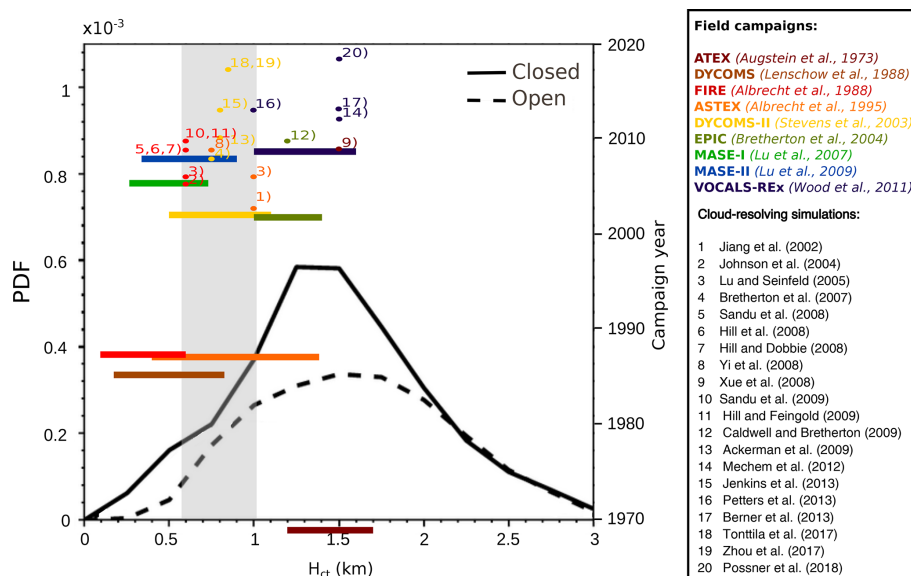 x10⁻³
1
0.8
0.6
0.4
0.2
0
PDF
0
0.5
1
1.5
2
2.5
3
H_ct (km)
2020
2010
2000
1990
1980
1970
Campaign year
Closed
Open
20)
18,19)
17)
15)
16)
14)
10,11)
13)
12)
5,6,7)
8)
9)
4)
3)
3)
2)
1)
Field campaigns:
ATEX (Augstein et al., 1973)
DYCOMS (Lenschow et al., 1988)
FIRE (Albrecht et al., 1988)
ASTEX (Albrecht et al., 1995)
DYCOMS-II (Stevens et al., 2003)
EPIC (Bretherton et al., 2004)
MASE-I (Lu et al., 2007)
MASE-II (Lu et al., 2009)
VOCALS-REx (Wood et al., 2011)
Cloud-resolving simulations:
1 Jiang et al. (2002)
2 Johnson et al. (2004)
3 Lu and Seinfeld (2005)
4 Bretherton et al. (2007)
5 Sandu et al. (2008)
6 Hill et al. (2008)
7 Hill and Dobbie (2008)
8 Yi et al. (2008)
9 Xue et al. (2008)
10 Sandu et al. (2009)
11 Hill and Feingold (2009)
12 Caldwell and Bretherton (2009)
13 Ackerman et al. (2009)
14 Mechem et al. (2012)
15 Jenkins et al. (2013)
16 Petters et al. (2013)
17 Berner et al. (2013)
18 Tonttila et al. (2017)
19 Zhou et al. (2017)
20 Possner et al. (2018)